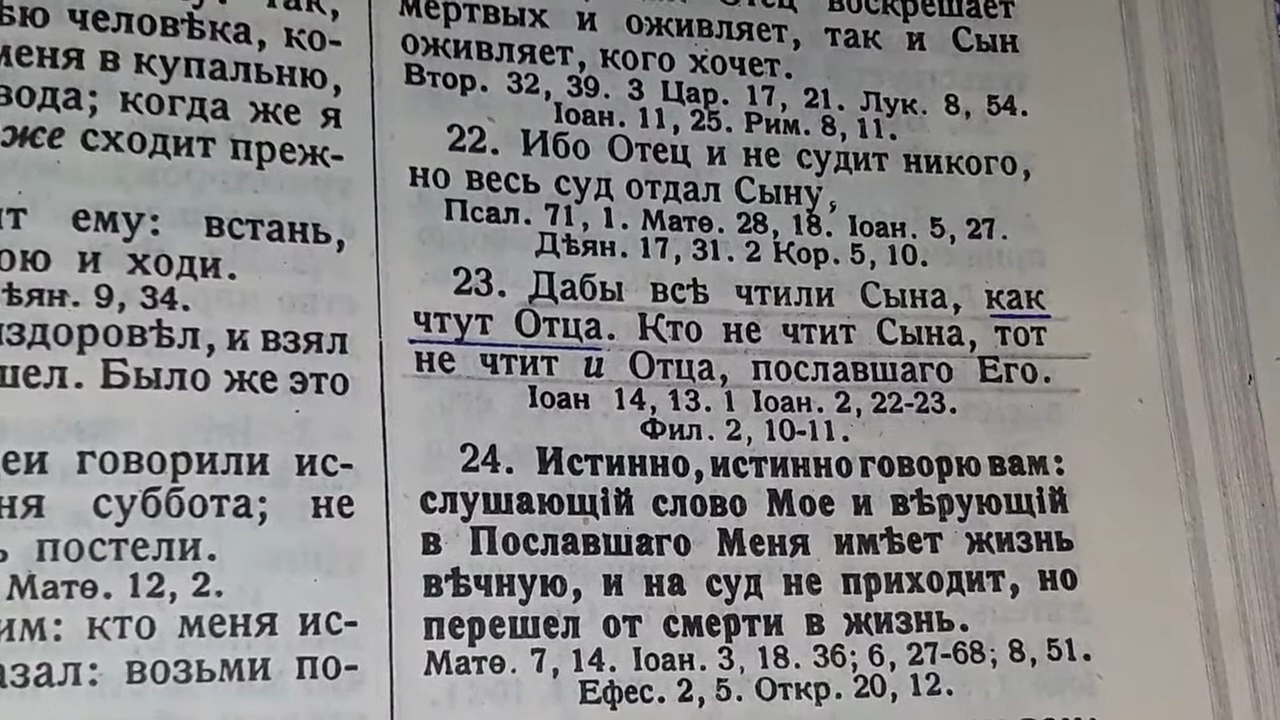 так,
человѣка, ко-
меня в купальню,
вода; когда же я
же сходит преж-
ему: встань,
и ходи.
9, 34.
и взял
Было же это
говорили ис-
суббота; не
постели.
Матѳ. 12, 2.
кто меня ис-
возьми по-
воскрешает
мертвых и оживляет, так и Сын
оживляет, кого хочет.
Втор. 32, 39. 3 Цар. 17, 21. Лук. 8, 54.
Іоан. 11, 25. Рим. 8, 11.
22. Ибо Отец и не судит никого,
но весь суд отдал Сыну,
Псал. 71, 1. Матѳ. 28, 18. Іоан. 5, 27.
Дѣян. 17, 31. 2 Кор. 5, 10.
23. Дабы всѣ чтили Сына, как
чтут Отца. Кто не чтит Сына, тот
не чтит и Отца, пославшаго Его.
Іоан 14, 13. 1 Іоан. 2, 22-23.
Фил. 2, 10-11.
24. Истинно, истинно говорю вам:
слушающій слово Мое и вѣрующій
в Пославшаго Меня имѣет жизнь
вѣчную, и на суд не приходит, но
перешел от смерти в жизнь.
Матѳ. 7, 14. Іоан. 3, 18. 36; 6, 27-68; 8, 51.
Ефес. 2, 5. Откр. 20, 12.